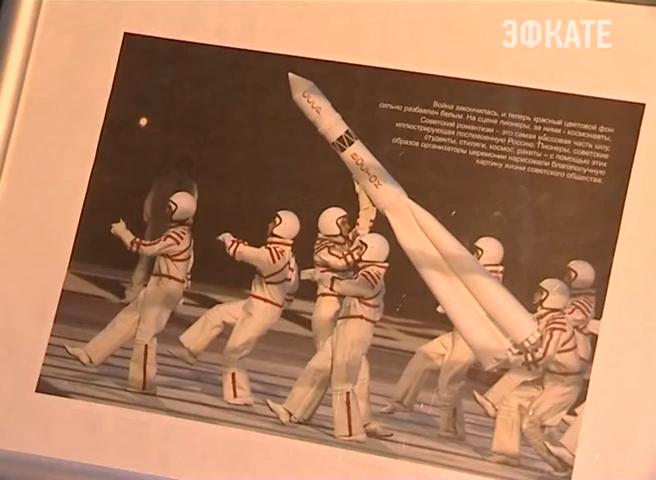 ЭФКАТЕ
Война закончилась, и теперь красный цветовой фон
сильно разбавлен белым. На сцене пионеры, за ними - космонавты,
Советский романтизм – это самая массовая часть шоу,
иллюстрирующая послевоенную Россию. Пионеры, советские
студенты, стиляги, космос, ракеты – с помощью этих
образов организаторы церемонии нарисовали благополучную
картину жизни советского общества.
СССР
ВОСТОК